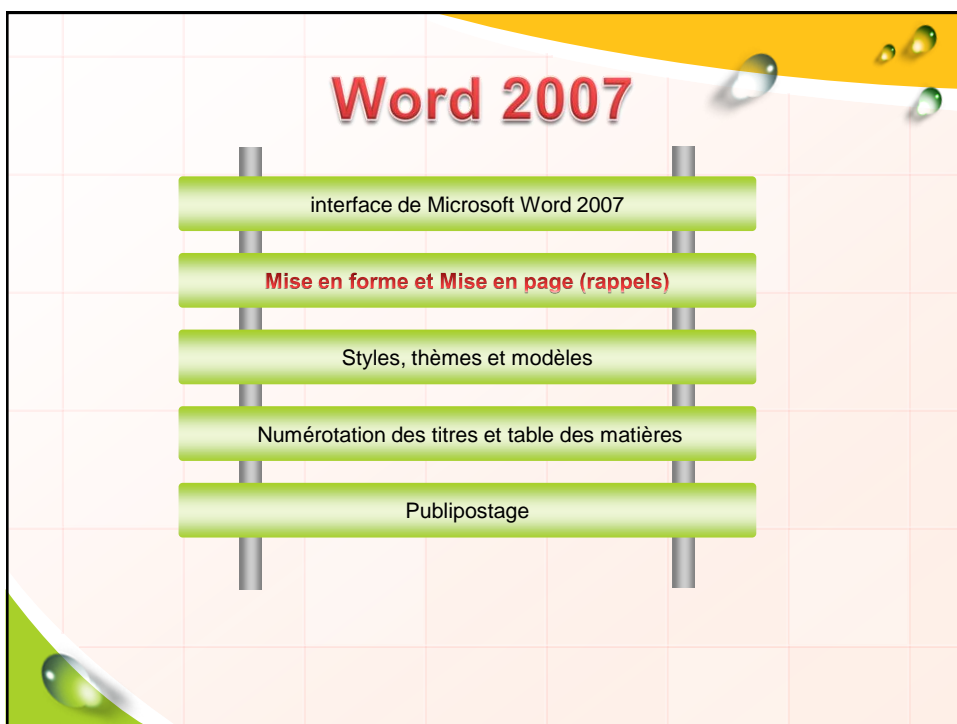 Word 2007
interface de Microsoft Word 2007
Mise en forme et Mise en page (rappels)
Styles, thèmes et modèles
Numérotation des titres et table des matières
Publipostage